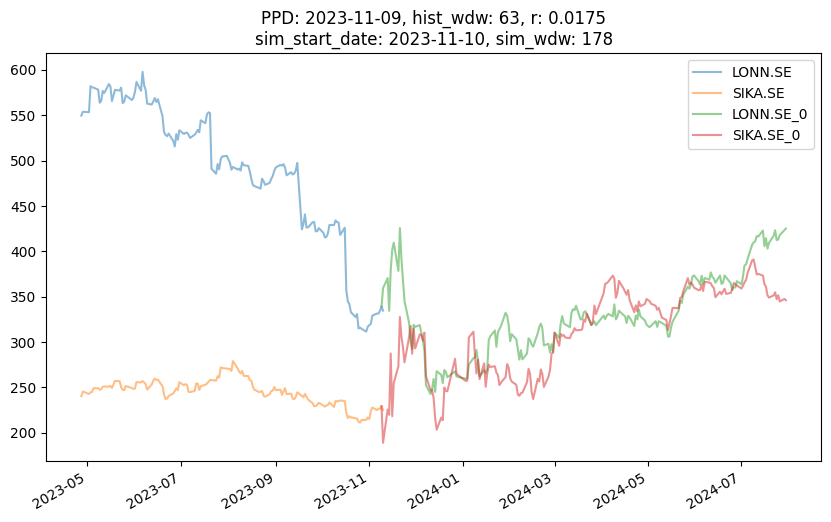 PPD: 2023-11-09, hist_wdw: 63, r: 0.0175
sim_start_date: 2023-11-10, sim_wdw: 178
LONN.SE
SIKA.SE
LONN.SE_0
SIKA.SE_0
600
550
500
450
400
350
300
250
200
2023-05
2023-07
2023-09
2023-11
2024-01
2024-03
2024-05
2024-07